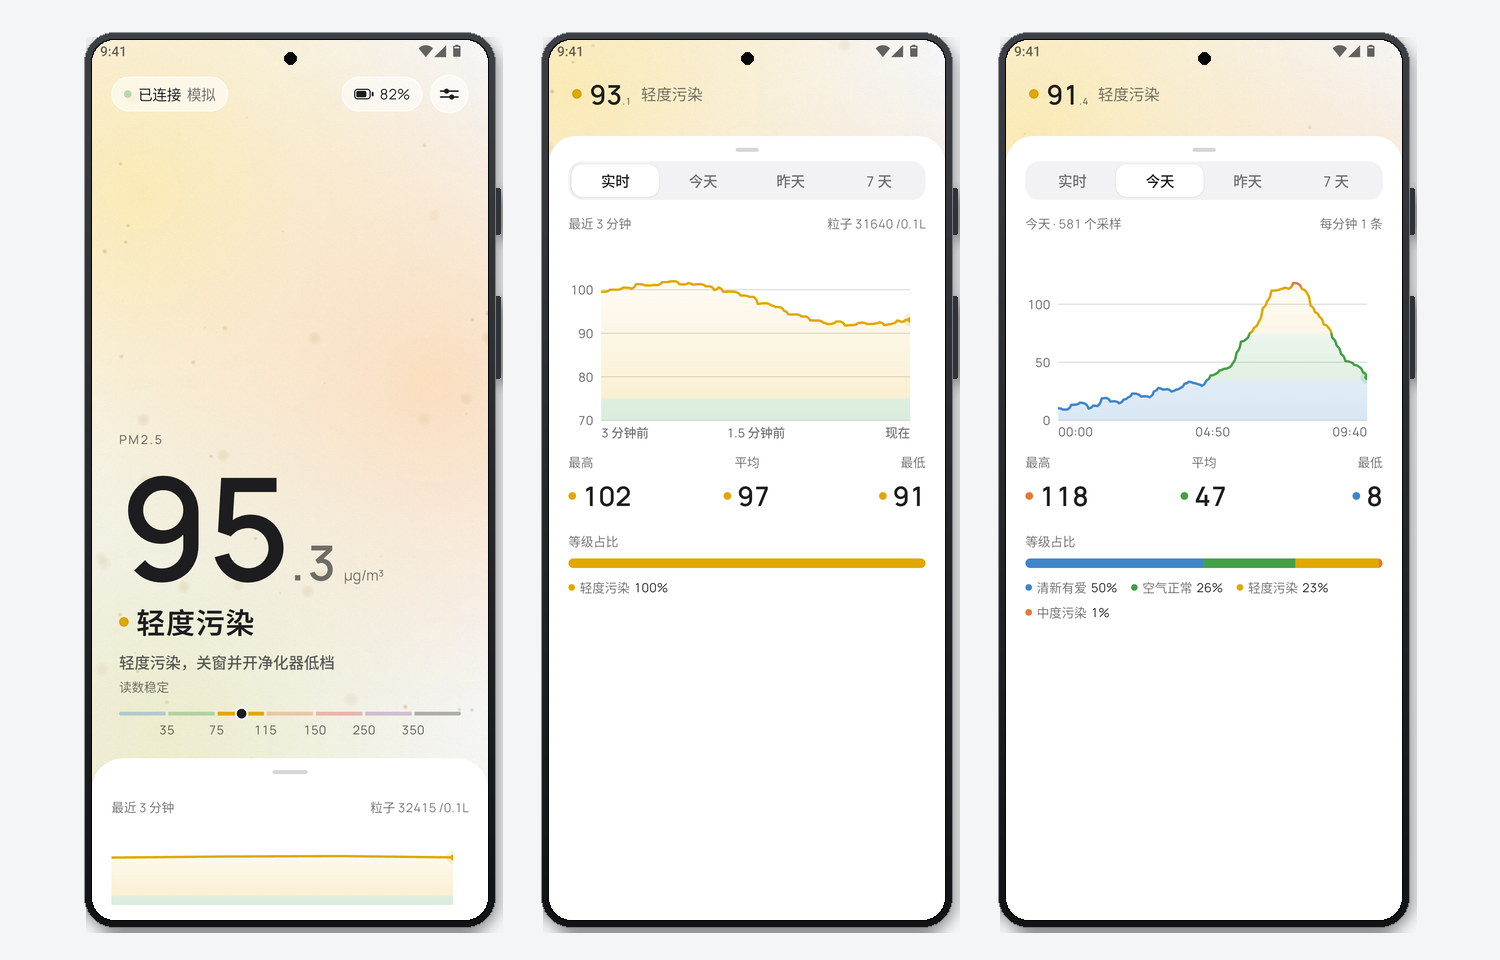 9:41
已连接 模拟
82%
PM2.5
95.3 µg/m³
轻度污染
轻度污染，关窗并开净化器低档
读数稳定
35 75 115 150 250 350
最近 3 分钟 粒子 32415 /0.1L
9:41
93.1 轻度污染
实时 今天 昨天 7 天
最近 3 分钟 粒子 31640 /0.1L
100
90
80
70
3 分钟前 1.5 分钟前 现在
最高 平均 最低
102 97 91
等级占比
轻度污染 100%
9:41
91.4 轻度污染
实时 今天 昨天 7 天
今天 · 581 个采样 每分钟 1 条
100
50
0
00:00 04:50 09:40
最高 平均 最低
118 47 8
等级占比
清新有爱 50% 空气正常 26% 轻度污染 23%
中度污染 1%